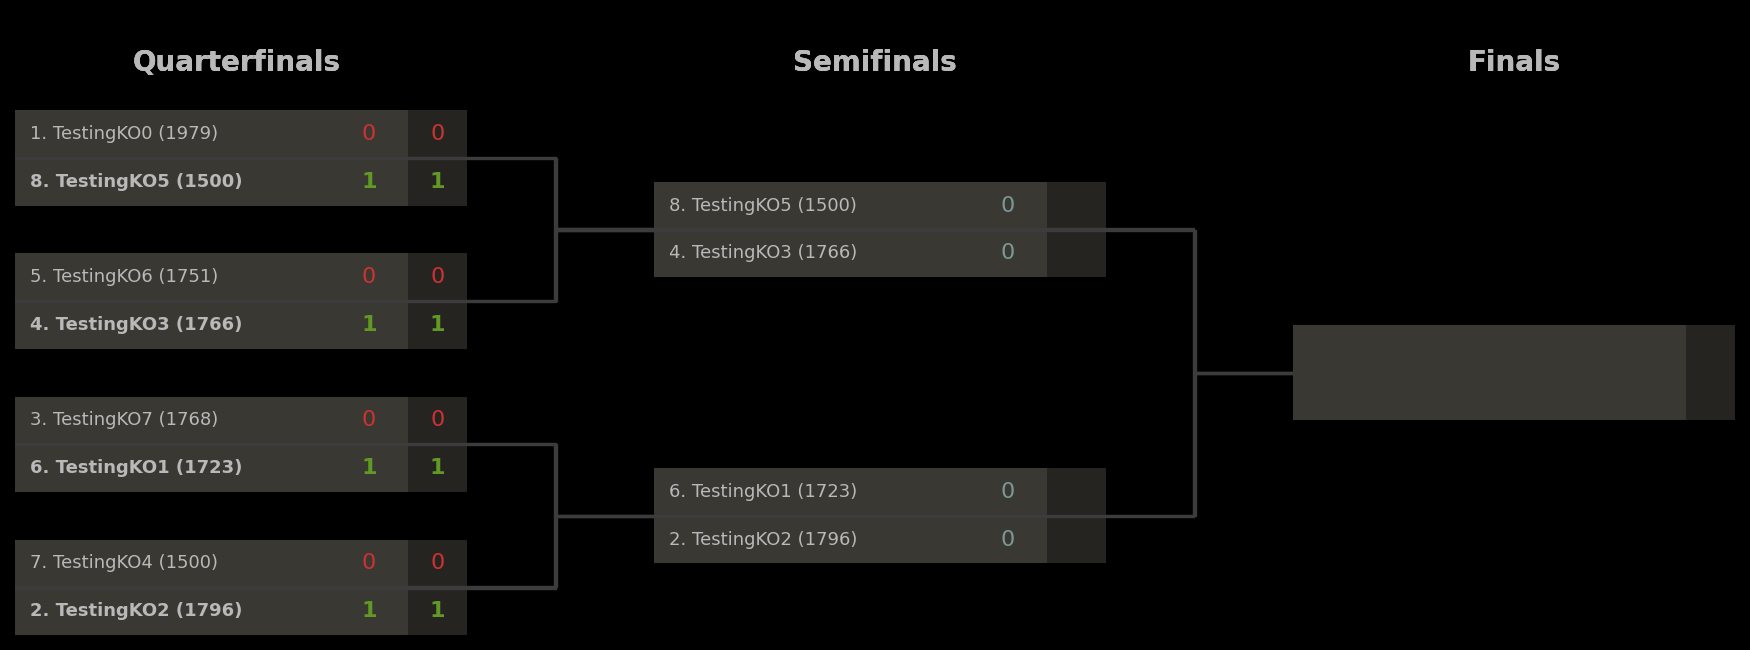 Quarterfinals
Semifinals
Finals
1. TestingKO0 (1979) 0 0
8. TestingKO5 (1500) 1 1
5. TestingKO6 (1751) 0 0
4. TestingKO3 (1766) 1 1
3. TestingKO7 (1768) 0 0
6. TestingKO1 (1723) 1 1
7. TestingKO4 (1500) 0 0
2. TestingKO2 (1796) 1 1
8. TestingKO5 (1500) 0
4. TestingKO3 (1766) 0
6. TestingKO1 (1723) 0
2. TestingKO2 (1796) 0